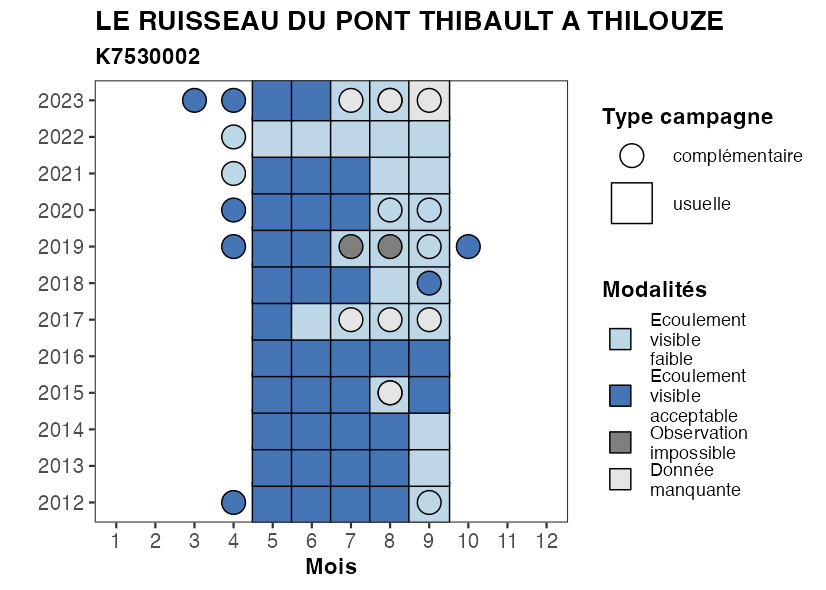 LE RUISSEAU DU PONT THIBAULT A THILOUZE
K7530002
2023
2022
2021
2020
2019
2018
2017
2016
2015
2014
2013
2012
1 2 3 4 5 6 7 8 9 10 11 12
Mois
Type campagne
complémentaire
usuelle
Modalités
Ecoulement
visible
faible
Ecoulement
visible
acceptable
Observation
impossible
Donnée
manquante